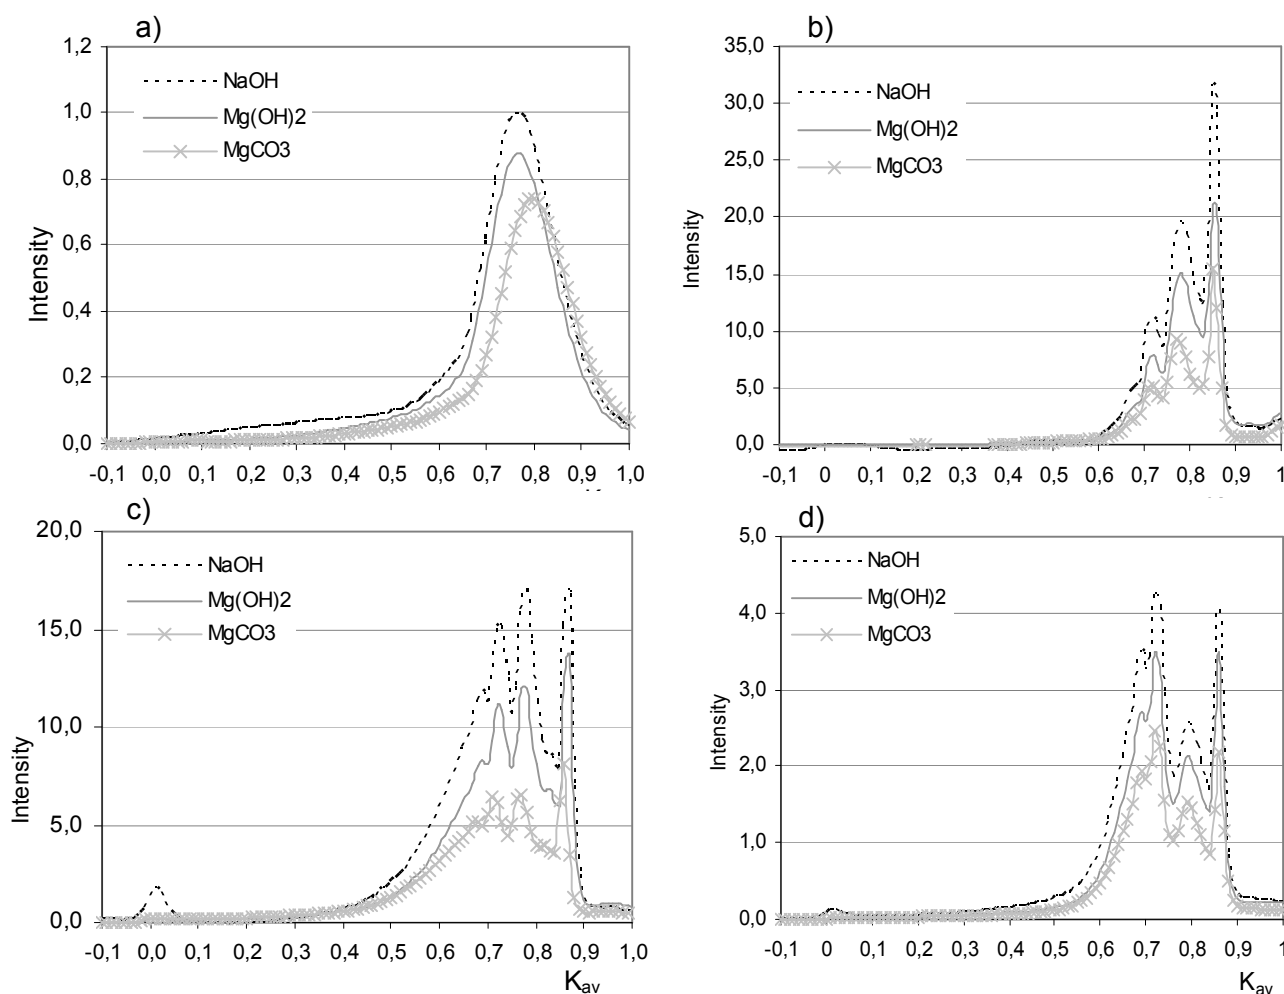 a)
1,2
1,0
0,8
0,6
0,4
0,2
0,0
Intensity
NaOH
Mg(OH)2
MgCO3
-0,1 0,0 0,1 0,2 0,3 0,4 0,5 0,6 0,7 0,8 0,9 1,0
b)
35,0
30,0
25,0
20,0
15,0
10,0
5,0
0,0
Intensity
NaOH
Mg(OH)2
MgCO3
-0,1 0 0,1 0,2 0,3 0,4 0,5 0,6 0,7 0,8 0,9 1
c)
20,0
15,0
10,0
5,0
0,0
Intensity
NaOH
Mg(OH)2
MgCO3
-0,1 0,0 0,1 0,2 0,3 0,4 0,5 0,6 0,7 0,8 0,9 1,0
Kav
d)
5,0
4,0
3,0
2,0
1,0
0,0
Intensity
NaOH
Mg(OH)2
MgCO3
-0,1 0 0,1 0,2 0,3 0,4 0,5 0,6 0,7 0,8 0,9 1
Kav